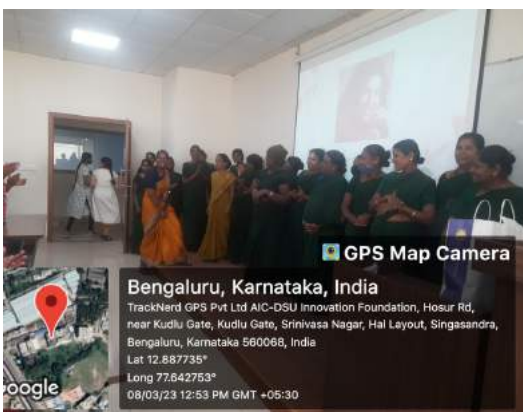 GPS Map Camera
Bengaluru, Karnataka, India
TrackNerd GPS Pvt Ltd AIC-DSU Innovation Foundation, Hosur Rd,
near Kudlu Gate, Kudlu Gate, Srinivasa Nagar, Hal Layout, Singasandra,
Bengaluru, Karnataka 560068, India
Lat 12.887735°
Long 77.642753°
08/03/23 12:53 PM GMT +05:30
oogle